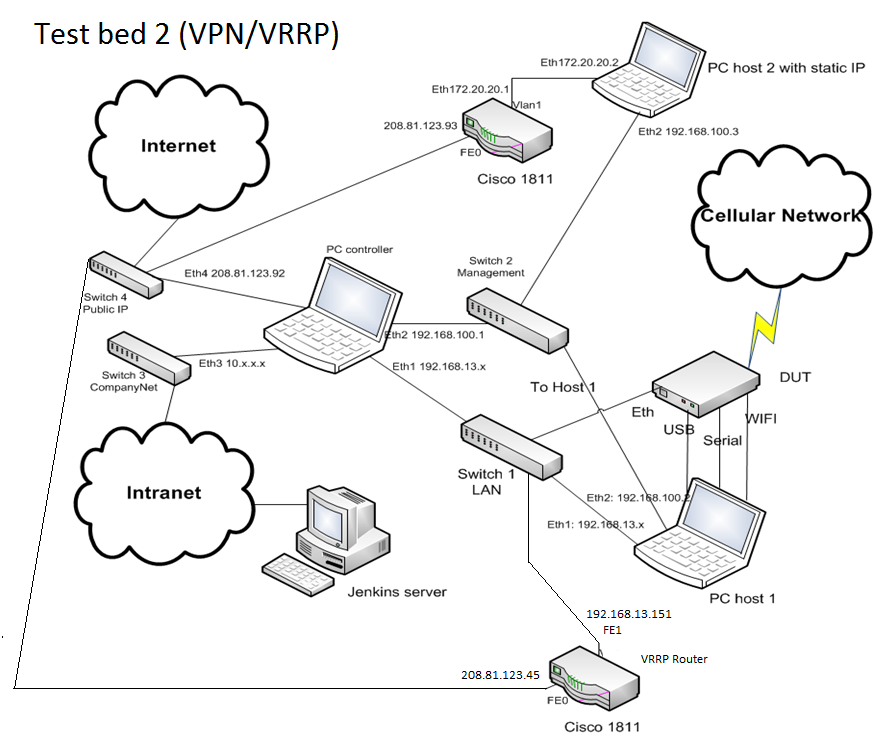 Test bed 2 (VPN/VRRP)
Eth172.20.20.2
PC host 2 with static IP
Eth172.20.20.1
Vlan1
208.81.123.93
FE0
Cisco 1811
Eth2 192.168.100.3
Internet
Cellular Network
PC controller
Switch 2
Management
Eth4 208.81.123.92
Switch 4
Public IP
Eth2 192.168.100.1
Eth3 10.x.x.x
Eth1 192.168.13.x
Switch 3
CompanyNet
To Host 1
DUT
Eth
USB
WIFI
Serial
Switch 1
LAN
Intranet
Eth2: 192.168.100.2
Eth1: 192.168.13.x
Jenkins server
PC host 1
192.168.13.151
FE1
VRRP Router
208.81.123.45
FE0
Cisco 1811